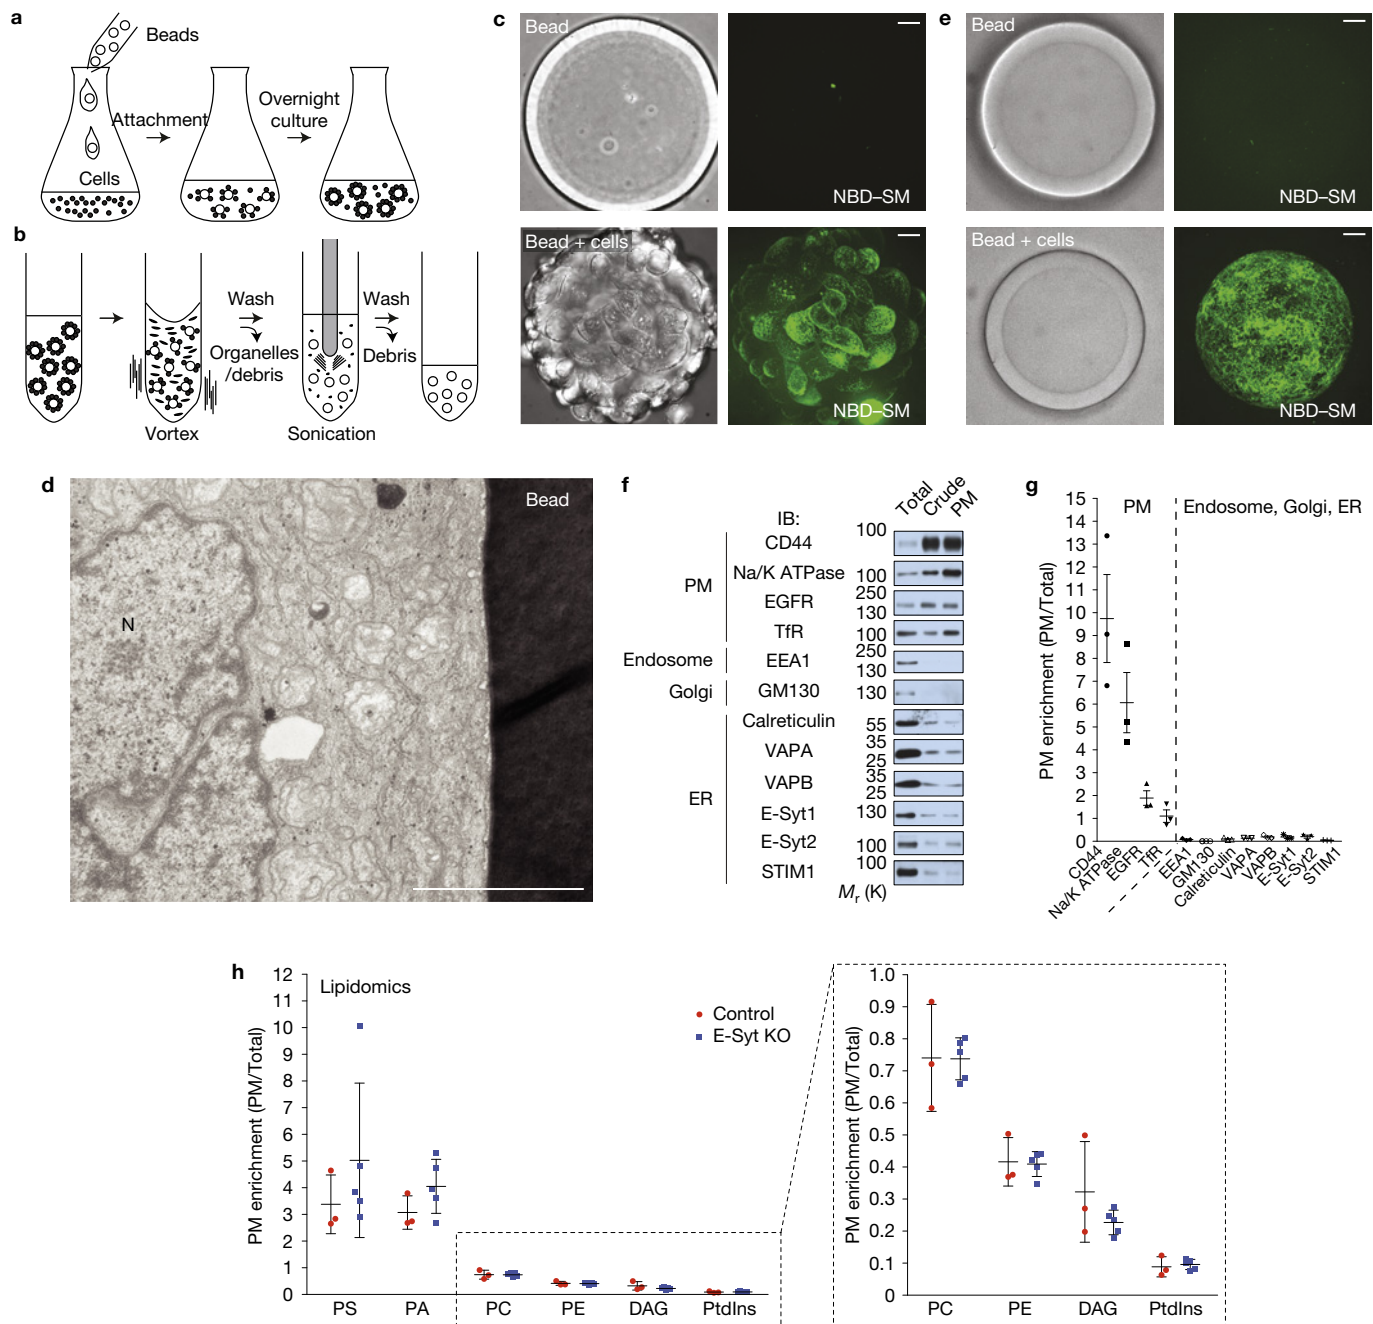 a
Beads
Attachment
Overnight
culture
Cells
b
Wash
Organelles
/debris
Wash
Debris
Vortex
Sonication
c
Bead
NBD–SM
Bead + cells
NBD–SM
e
Bead
NBD–SM
Bead + cells
NBD–SM
d
Bead
N
f
Total
Crude
PM
IB:
PM
CD44
100
Na/K ATPase
100
EGFR
250
130
TfR
100
Endosome
EEA1
250
130
Golgi
GM130
130
ER
Calreticulin
55
VAPA
35
25
VAPB
35
25
E-Syt1
130
E-Syt2
100
STIM1
100
Mr (K)
g
PM enrichment (PM/Total)
15
14
13
12
11
10
9
8
7
6
5
4
3
2
1
0
PM
Endosome, Golgi, ER
CD44
Na/K ATPase
EGFR
TfR
EEA1
GM130
Calreticulin
VAPA
VAPB
E-Syt1
E-Syt2
STIM1
h
PM enrichment (PM/Total)
12
11
10
9
8
7
6
5
4
3
2
1
0
Lipidomics
Control
E-Syt KO
PS
PA
PC
PE
DAG
PtdIns
PM enrichment (PM/Total)
1.0
0.9
0.8
0.7
0.6
0.5
0.4
0.3
0.2
0.1
0
PC
PE
DAG
PtdIns